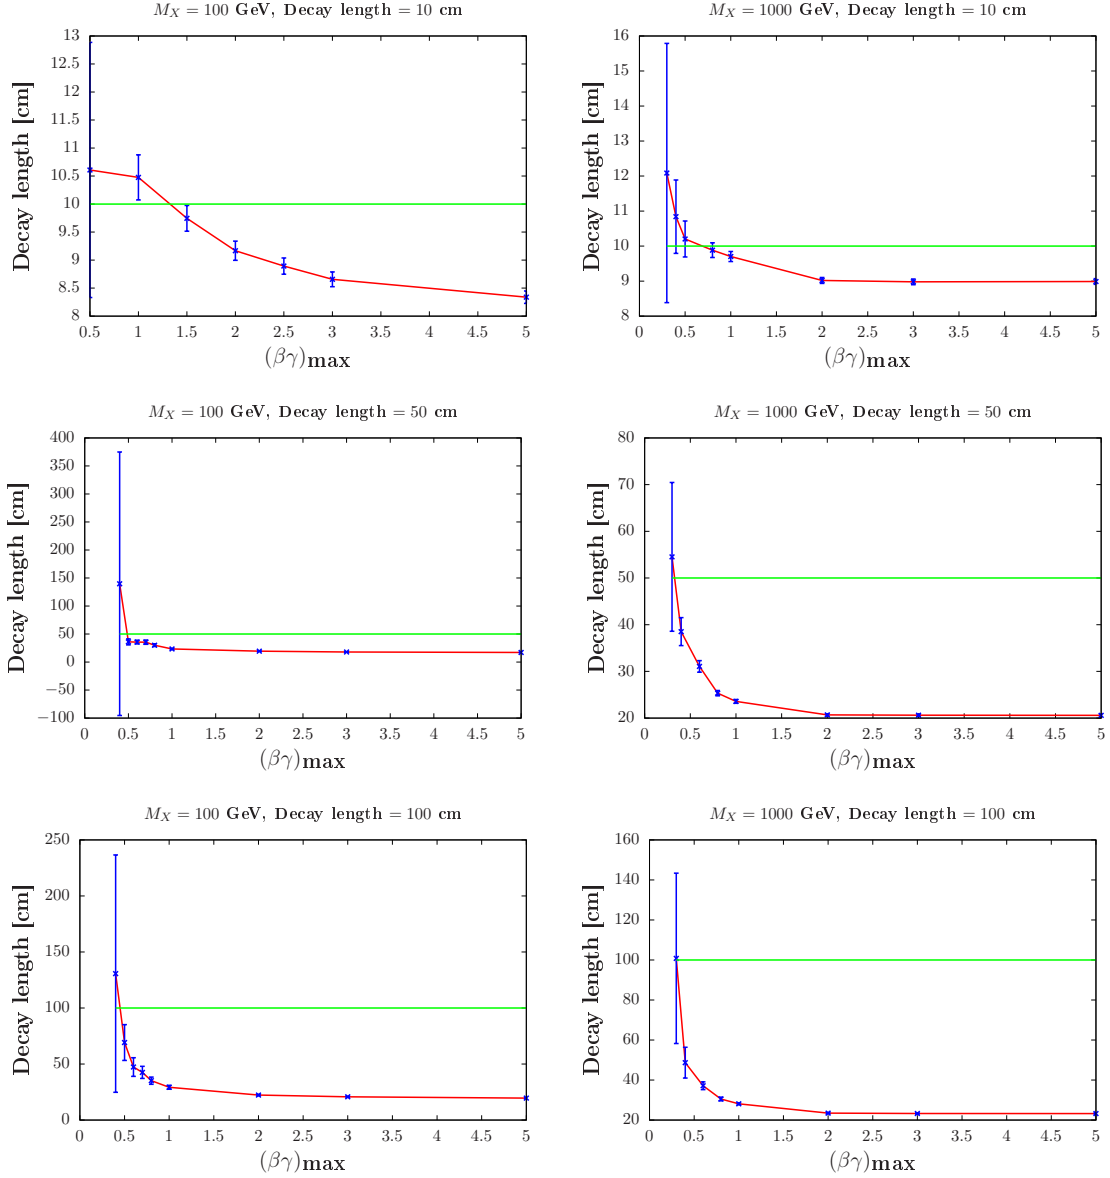 M_X = 100 GeV, Decay length = 10 cm
13
12.5
12
11.5
11
10.5
10
9.5
9
8.5
8
Decay length [cm]
0.5 1 1.5 2 2.5 3 3.5 4 4.5 5
(βγ)max
M_X = 1000 GeV, Decay length = 10 cm
16
15
14
13
12
11
10
9
8
Decay length [cm]
0 0.5 1 1.5 2 2.5 3 3.5 4 4.5 5
(βγ)max
M_X = 100 GeV, Decay length = 50 cm
400
350
300
250
200
150
100
50
0
−50
−100
Decay length [cm]
0 0.5 1 1.5 2 2.5 3 3.5 4 4.5 5
(βγ)max
M_X = 1000 GeV, Decay length = 50 cm
80
70
60
50
40
30
20
Decay length [cm]
0 0.5 1 1.5 2 2.5 3 3.5 4 4.5 5
(βγ)max
M_X = 100 GeV, Decay length = 100 cm
250
200
150
100
50
0
Decay length [cm]
0 0.5 1 1.5 2 2.5 3 3.5 4 4.5 5
(βγ)max
M_X = 1000 GeV, Decay length = 100 cm
160
140
120
100
80
60
40
20
Decay length [cm]
0 0.5 1 1.5 2 2.5 3 3.5 4 4.5 5
(βγ)max